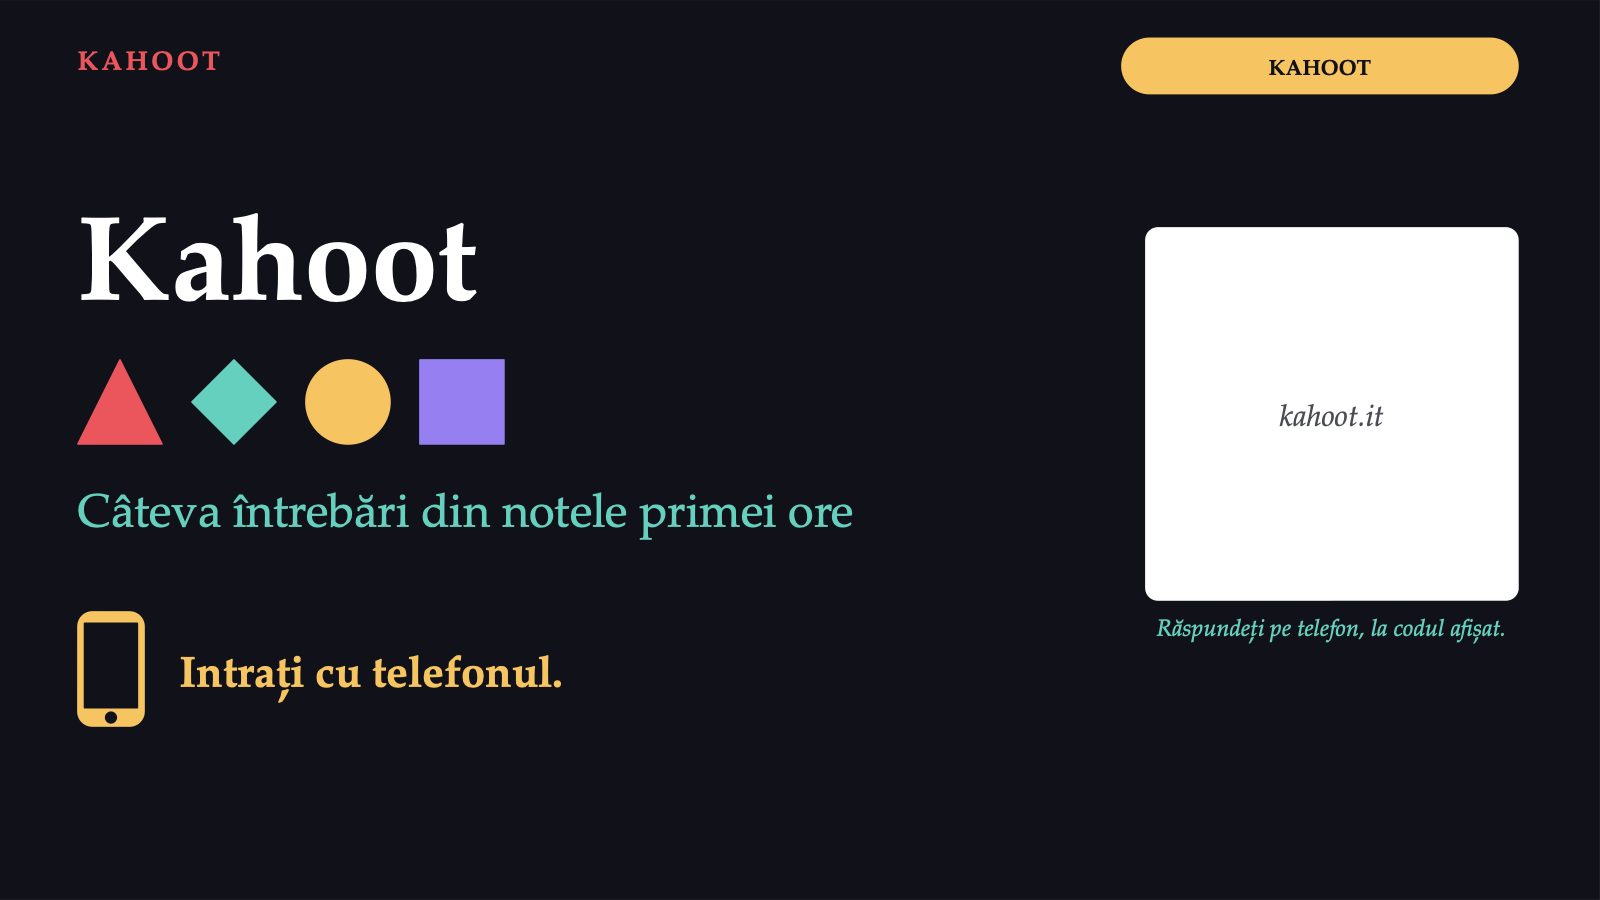 KAHOOT
KAHOOT
Kahoot
Câteva întrebări din notele primei ore
Intrați cu telefonul.
kahoot.it
Răspundeți pe telefon, la codul afișat.